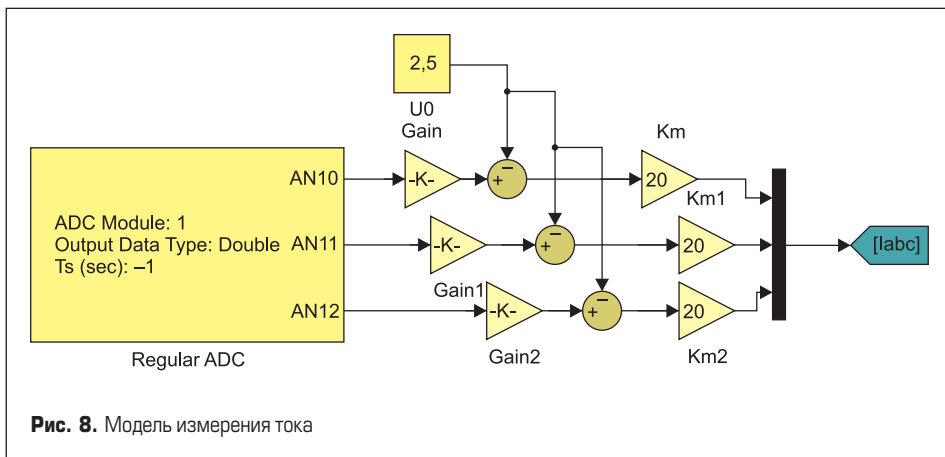 2,5
U0
Gain
Km
AN10
-K-
+
−
20
Km1
ADC Module: 1
Output Data Type: Double
Ts (sec): –1
AN11
-K-
+
−
20
[Iabc]
Gain1
AN12
-K-
+
−
20
Regular ADC
Gain2
Km2
Рис. 8. Модель измерения тока